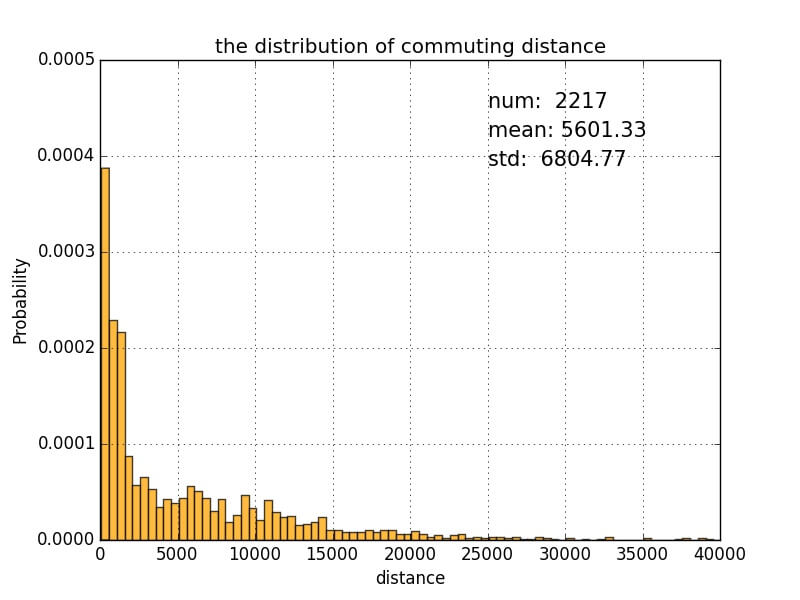 the distribution of commuting distance
0.0005
0.0004
0.0003
0.0002
0.0001
0.0000
Probability
num:  2217
mean: 5601.33
std:  6804.77
0 5000 10000 15000 20000 25000 30000 35000 40000
distance